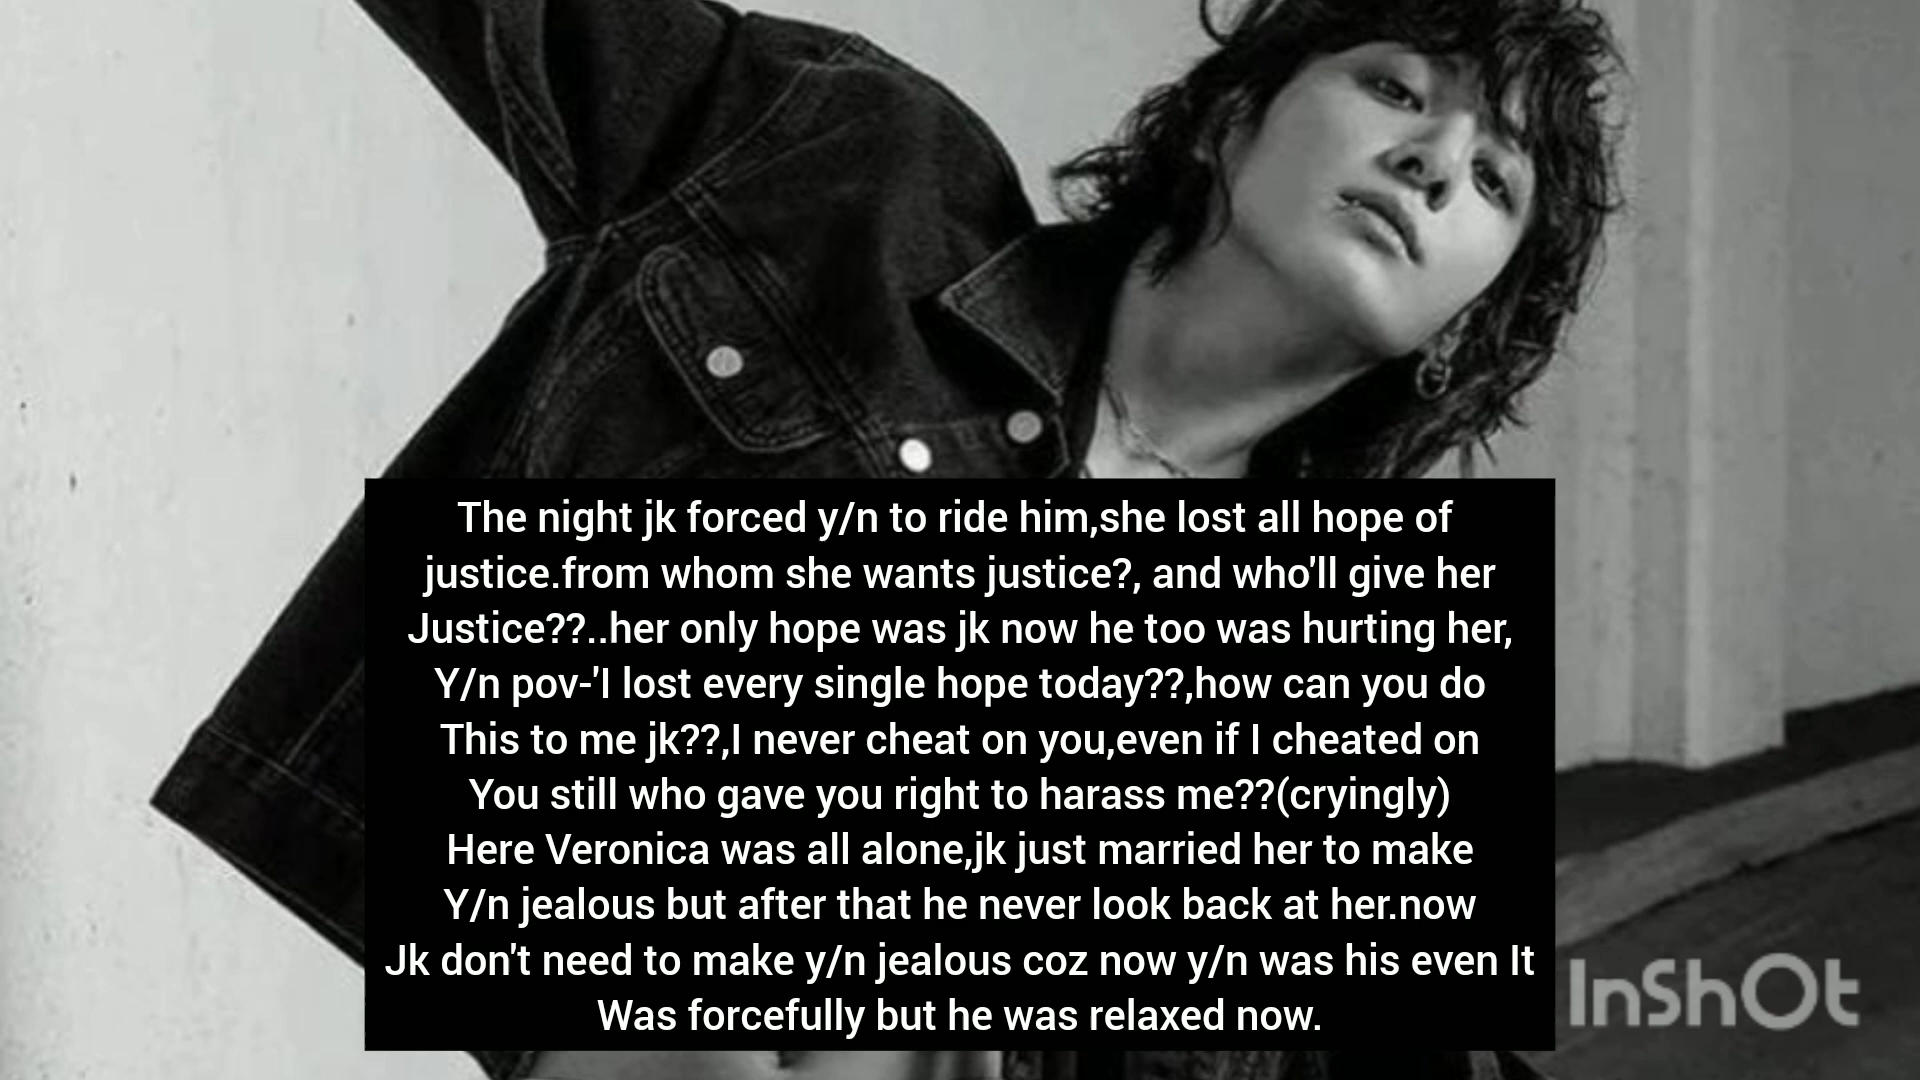 The night jk forced y/n to ride him,she lost all hope of
justice.from whom she wants justice?, and who'll give her
Justice??..her only hope was jk now he too was hurting her,
Y/n pov-'I lost every single hope today??,how can you do
This to me jk??,I never cheat on you,even if I cheated on
You still who gave you right to harass me??(cryingly)
Here Veronica was all alone,jk just married her to make
Y/n jealous but after that he never look back at her.now
Jk don't need to make y/n jealous coz now y/n was his even It
Was forcefully but he was relaxed now.
InShOt